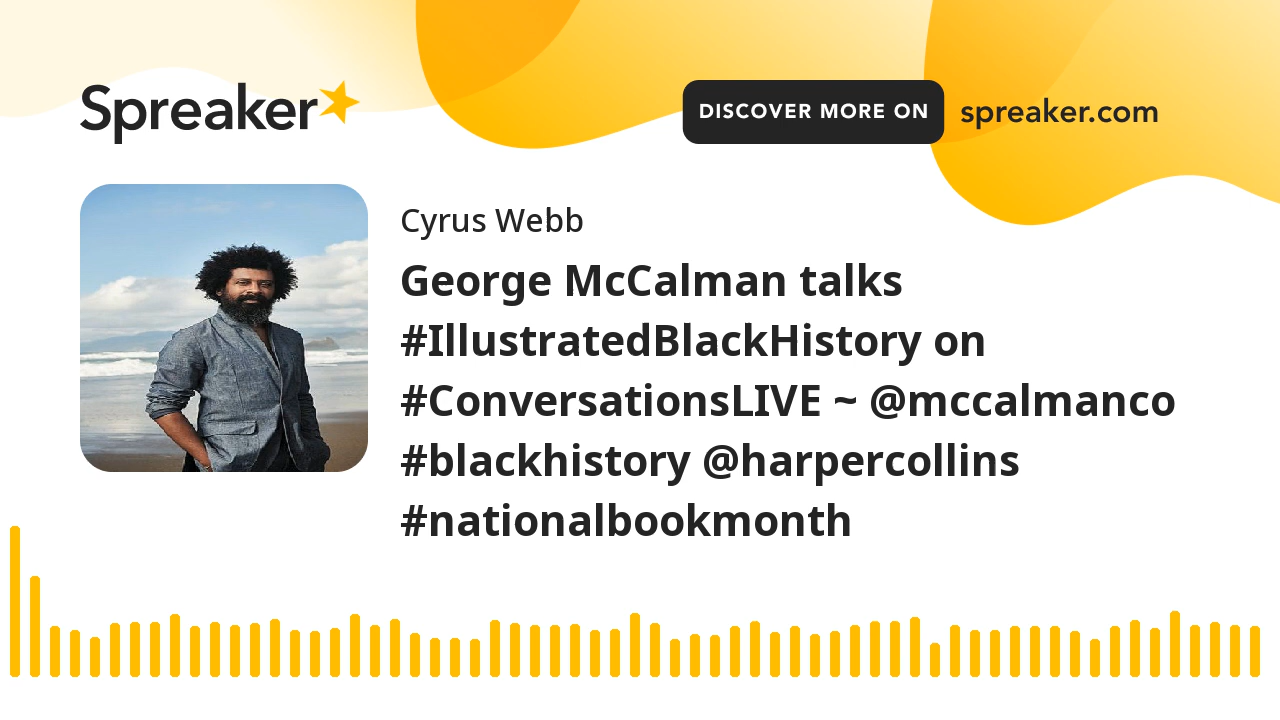 Spreaker
DISCOVER MORE ON spreaker.com
Cyrus Webb
George McCalman talks
#IllustratedBlackHistory on
#ConversationsLIVE ~ @mccalmanco
#blackhistory @harpercollins
#nationalbookmonth